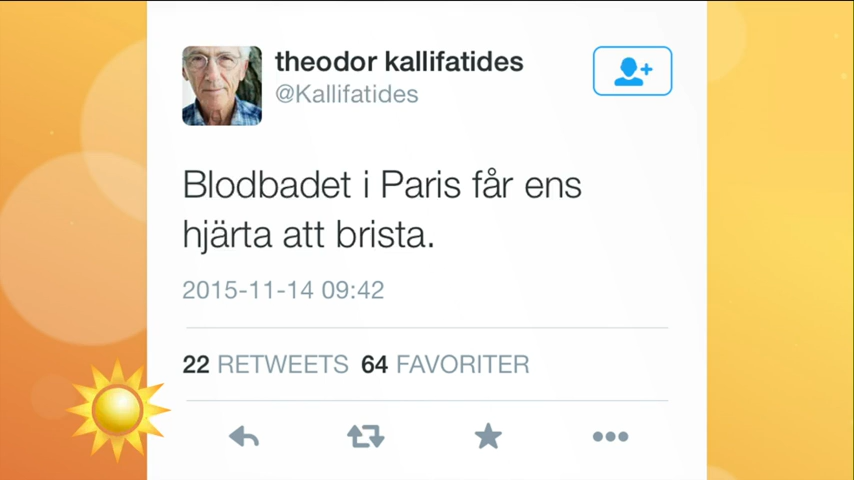 theodor kallifatides
@Kallifatides
Blodbadet i Paris får ens
hjärta att brista.
2015-11-14 09:42
22 RETWEETS 64 FAVORITER